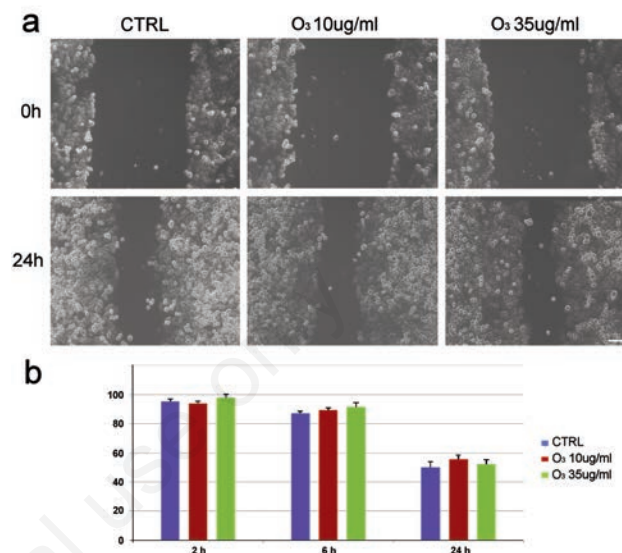 a
CTRL
O₃ 10ug/ml
O₃ 35ug/ml
0h
24h
b
100
80
60
40
20
0
2 h
6 h
24 h
CTRL
O₃ 10ug/ml
O₃ 35ug/ml